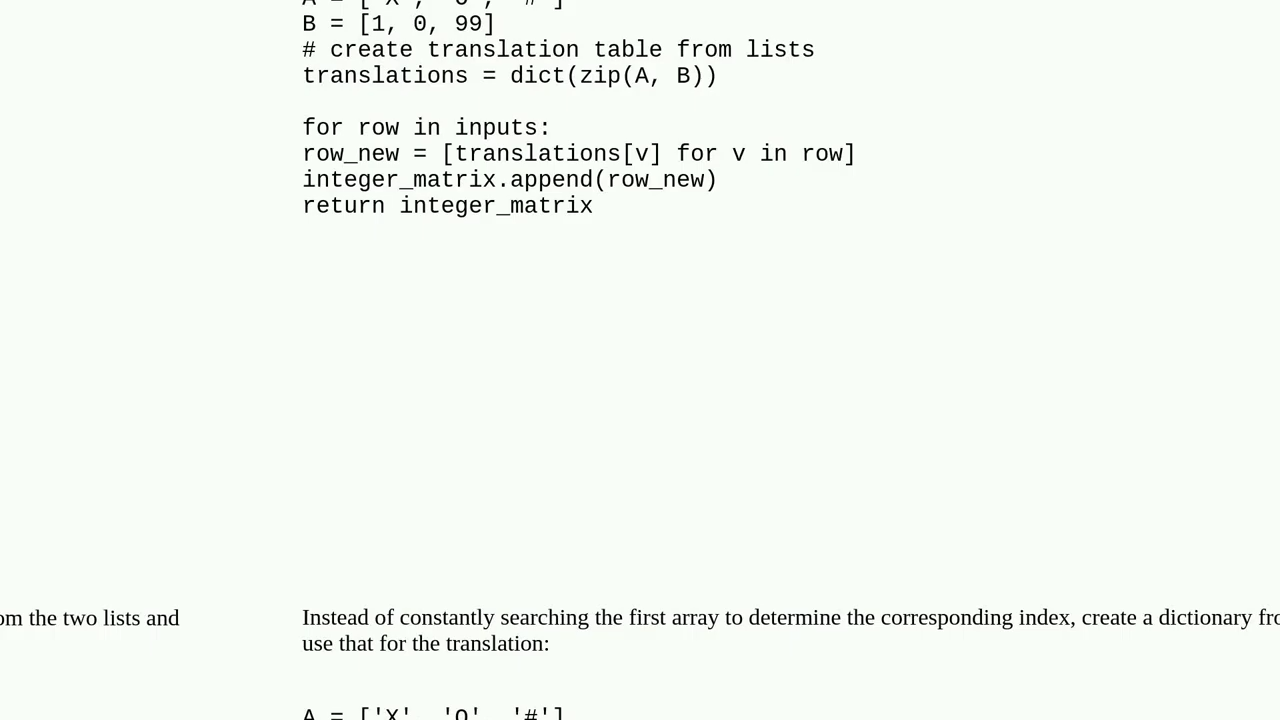 A = ['X', 'O', '#']
B = [1, 0, 99]
# create translation table from lists
translations = dict(zip(A, B))
for row in inputs:
row_new = [translations[v] for v in row]
integer_matrix.append(row_new)
return integer_matrix
the two lists and
Instead of constantly searching the first array to determine the corresponding index, create a dictionary
use that for the translation:
A = ['X', 'O', '#']